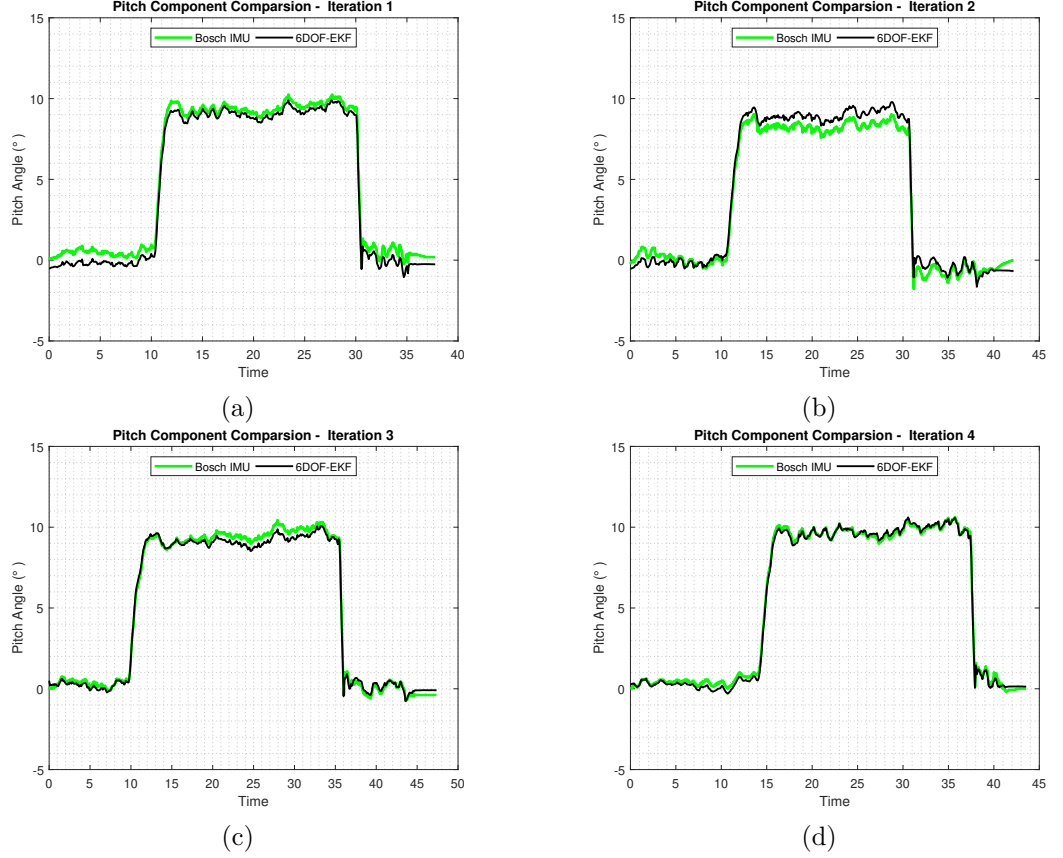 Pitch Component Comparsion -  Iteration 1
Bosch IMU 6DOF-EKF
15
10
5
0
-5
Pitch Angle (°)
0 5 10 15 20 25 30 35 40
Time
(a)
Pitch Component Comparsion -  Iteration 2
Bosch IMU 6DOF-EKF
15
10
5
0
-5
Pitch Angle (°)
0 5 10 15 20 25 30 35 40 45
Time
(b)
Pitch Component Comparsion -  Iteration 3
Bosch IMU 6DOF-EKF
15
10
5
0
-5
Pitch Angle (°)
0 5 10 15 20 25 30 35 40 45 50
Time
(c)
Pitch Component Comparsion -  Iteration 4
Bosch IMU 6DOF-EKF
15
10
5
0
-5
Pitch Angle (°)
0 5 10 15 20 25 30 35 40 45
Time
(d)